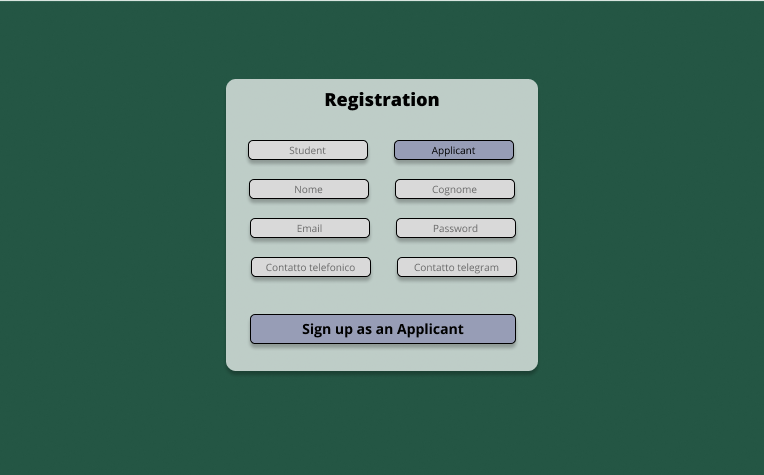 Registration
Student Applicant
Nome Cognome
Email Password
Contatto telefonico Contatto telegram
Sign up as an Applicant